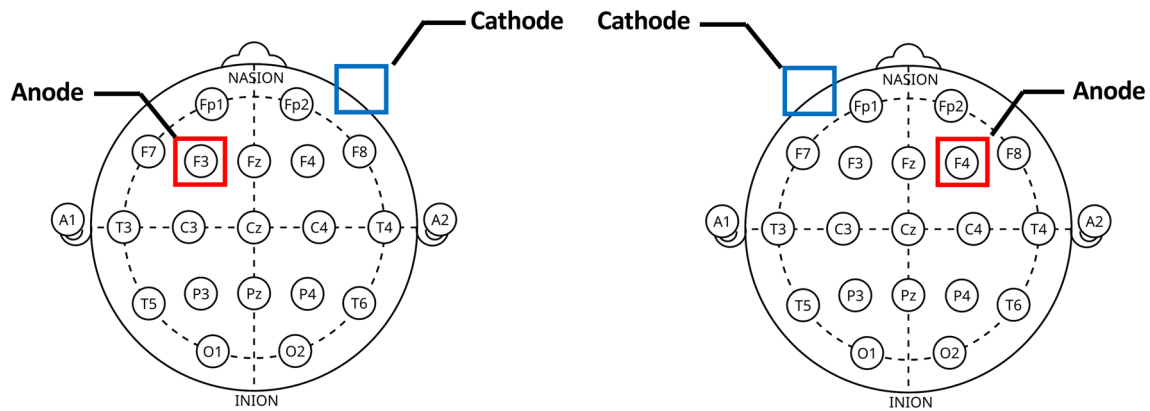 Cathode
Anode
NASION
Fp1 Fp2
F7 F3 Fz F4 F8
A1 T3 C3 Cz C4 T4 A2
T5 P3 Pz P4 T6
O1 O2
INION
Cathode
Anode
NASION
Fp1 Fp2
F7 F3 Fz F4 F8
A1 T3 C3 Cz C4 T4 A2
T5 P3 Pz P4 T6
O1 O2
INION